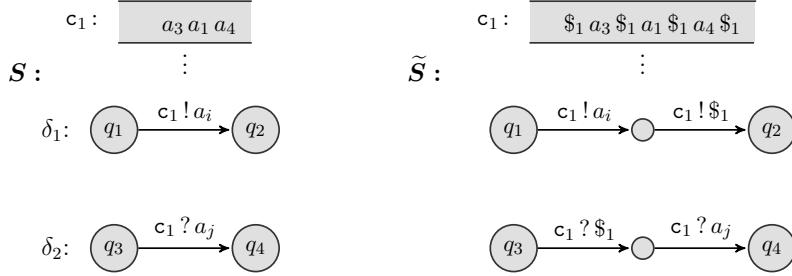 c₁ : a₃ a₁ a₄ c₁ : $₁ a₃ $₁ a₁ $₁ a₄ $₁
S : ⋮ S̃ : ⋮
δ₁: q₁ c₁ ! aᵢ q₂ q₁ c₁ ! aᵢ c₁ ! $₁ q₂
δ₂: q₃ c₁ ? aⱼ q₄ q₃ c₁ ? $₁ c₁ ? aⱼ q₄